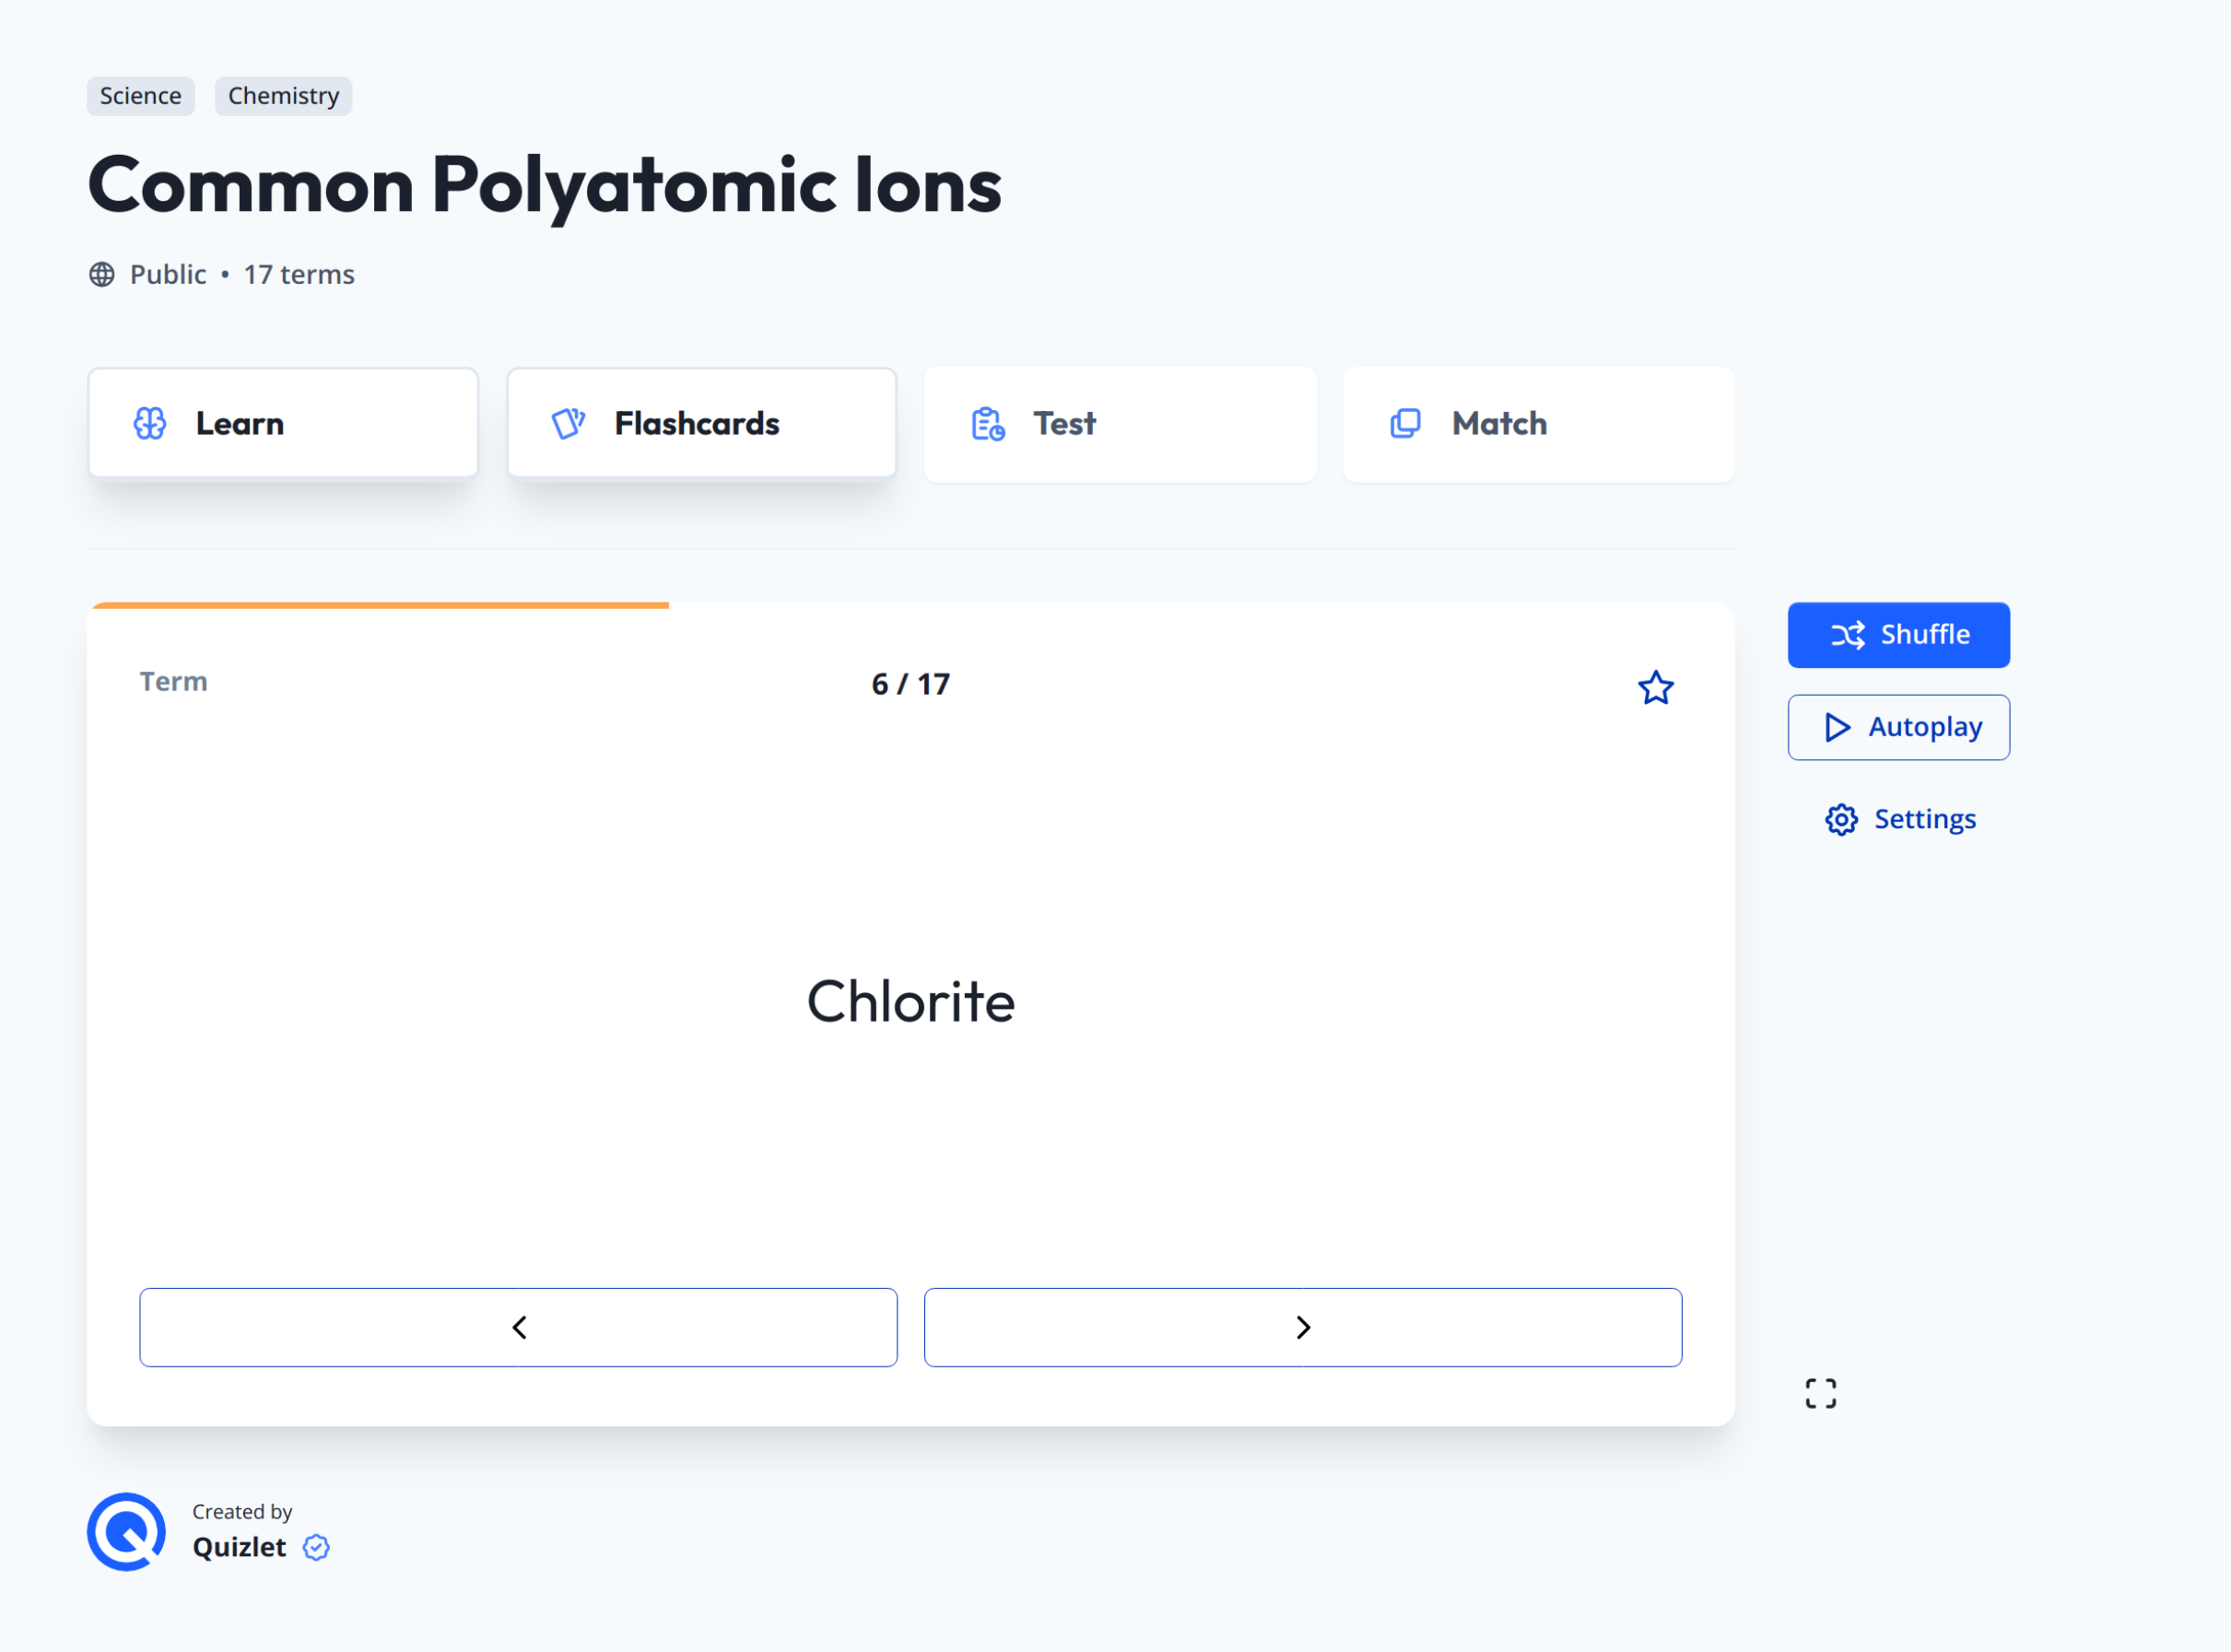 Science Chemistry
Common Polyatomic Ions
Public • 17 terms
Learn Flashcards Test Match
Term 6 / 17
Shuffle
Autoplay
Settings
Chlorite
Created by
Quizlet